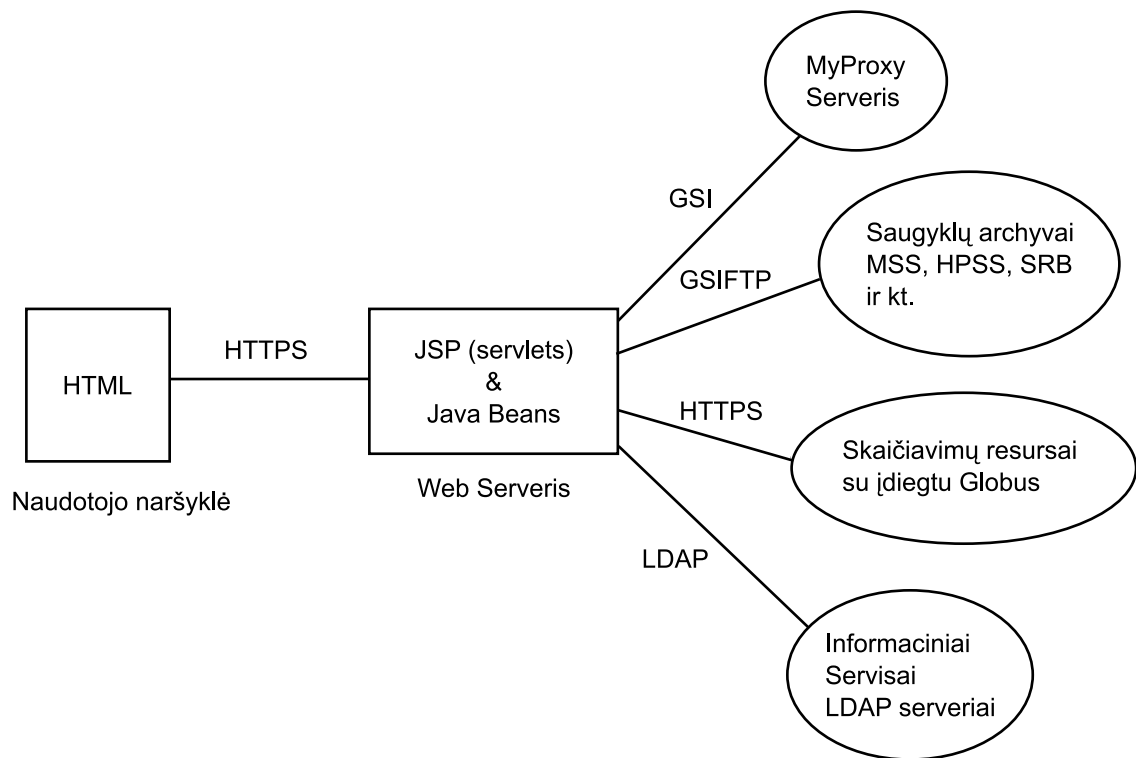 MyProxy
Serveris
GSI
Saugyklų archyvai
MSS, HPSS, SRB
ir kt.
GSIFTP
HTML
HTTPS
JSP (servlets)
&
Java Beans
HTTPS
Skaičiavimų resursai
su įdiegtu Globus
Naudotojo naršyklė
Web Serveris
LDAP
Informaciniai
Servisai
LDAP serveriai